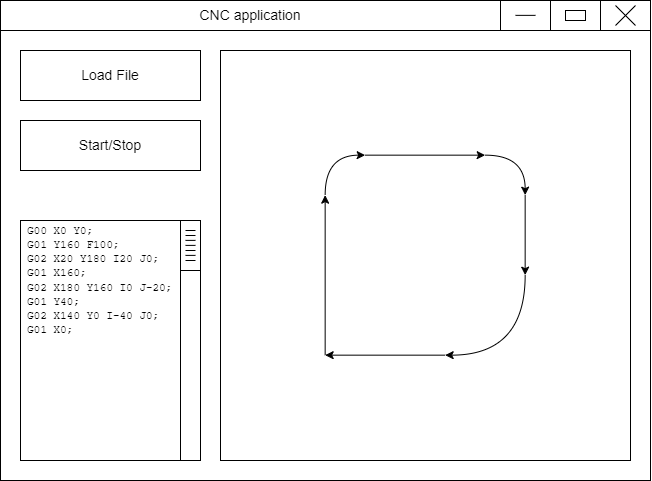 CNC application
Load File
Start/Stop
G00 X0 Y0;
G01 Y160 F100;
G02 X20 Y180 I20 J0;
G01 X160;
G02 X180 Y160 I0 J-20;
G01 Y40;
G02 X140 Y0 I-40 J0;
G01 X0;